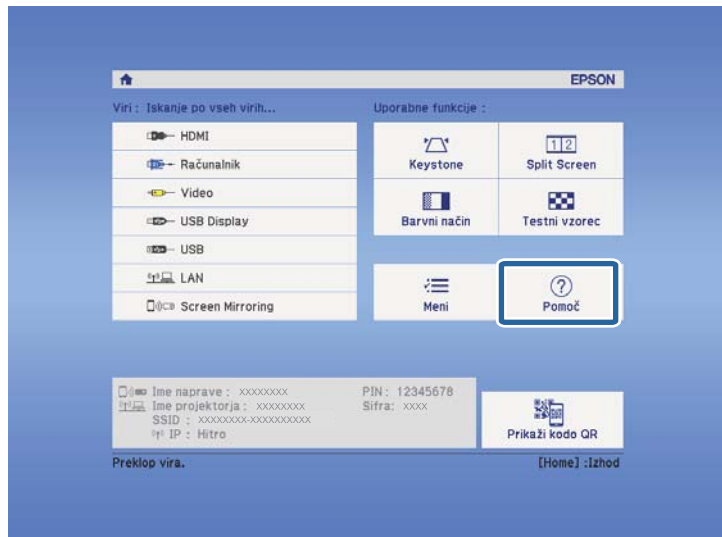 EPSON
Viri : Iskanje po vseh virih...
HDMI
Računalnik
Video
USB Display
USB
LAN
Screen Mirroring
Uporabne funkcije :
Keystone
Split Screen
Barvni način
Testni vzorec
Meni
Pomoč
Ime naprave : xxxxxxxx
Ime projektorja : xxxxxxxx
SSID : xxxxxxxx-xxxxxxxxxx
IP : Hitro
PIN : 12345678
Sifra: xxxx
Prikaži kodo QR
Preklop vira.
[Home] :Izhod